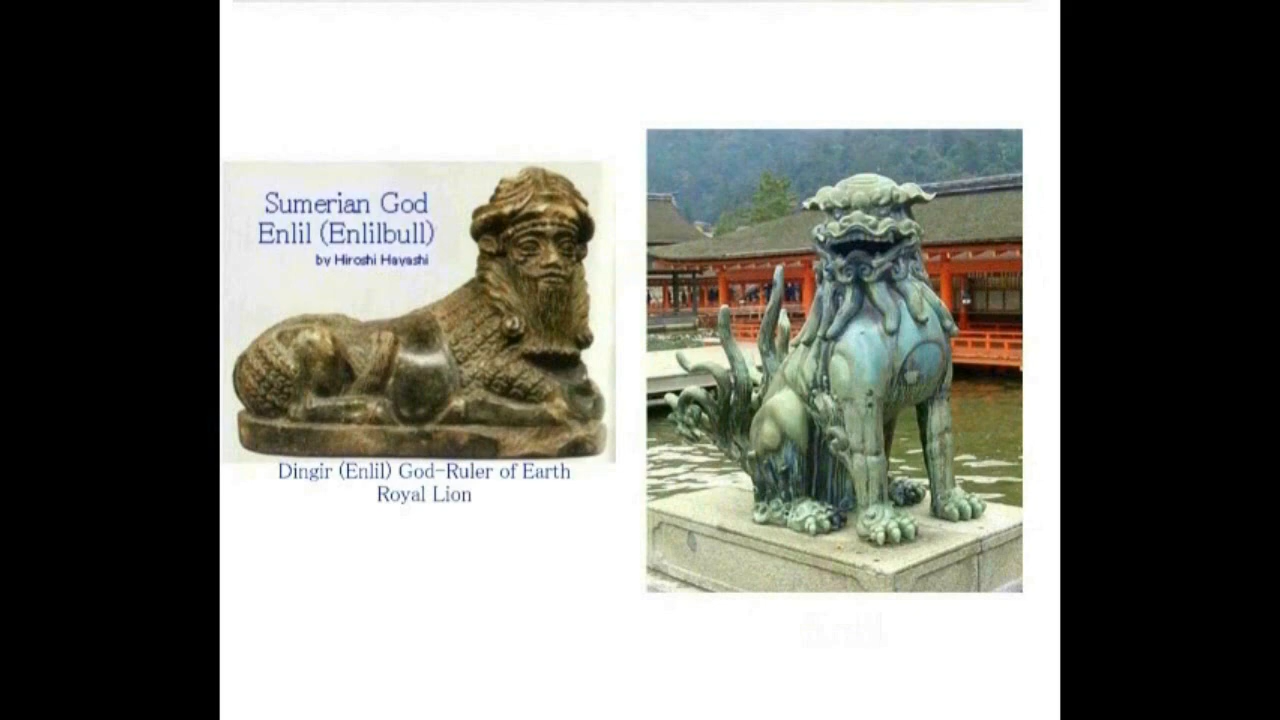 Sumerian God
Enlil (Enlilbull)
by Hiroshi Hayashi
Dingir (Enlil) God-Ruler of Earth
Royal Lion